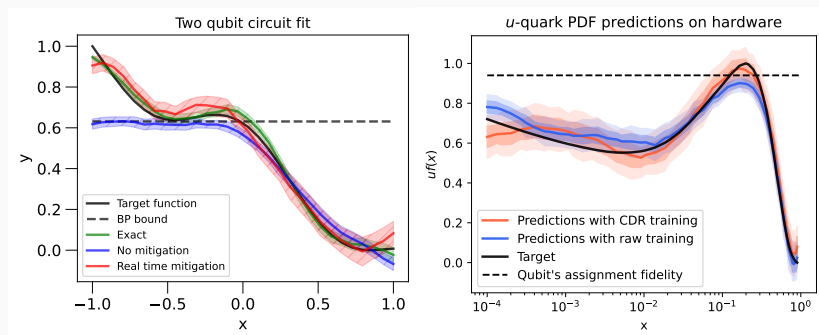 Two qubit circuit fit
1.0
0.8
0.6
0.4
0.2
0.0
y
Target function
BP bound
Exact
No mitigation
Real time mitigation
−1.0 −0.5 0.0 0.5 1.0
x
u-quark PDF predictions on hardware
1.0
0.8
0.6
0.4
0.2
0.0
uf(x)
Predictions with CDR training
Predictions with raw training
Target
Qubit's assignment fidelity
10⁻⁴ 10⁻³ 10⁻² 10⁻¹ 10⁰
x